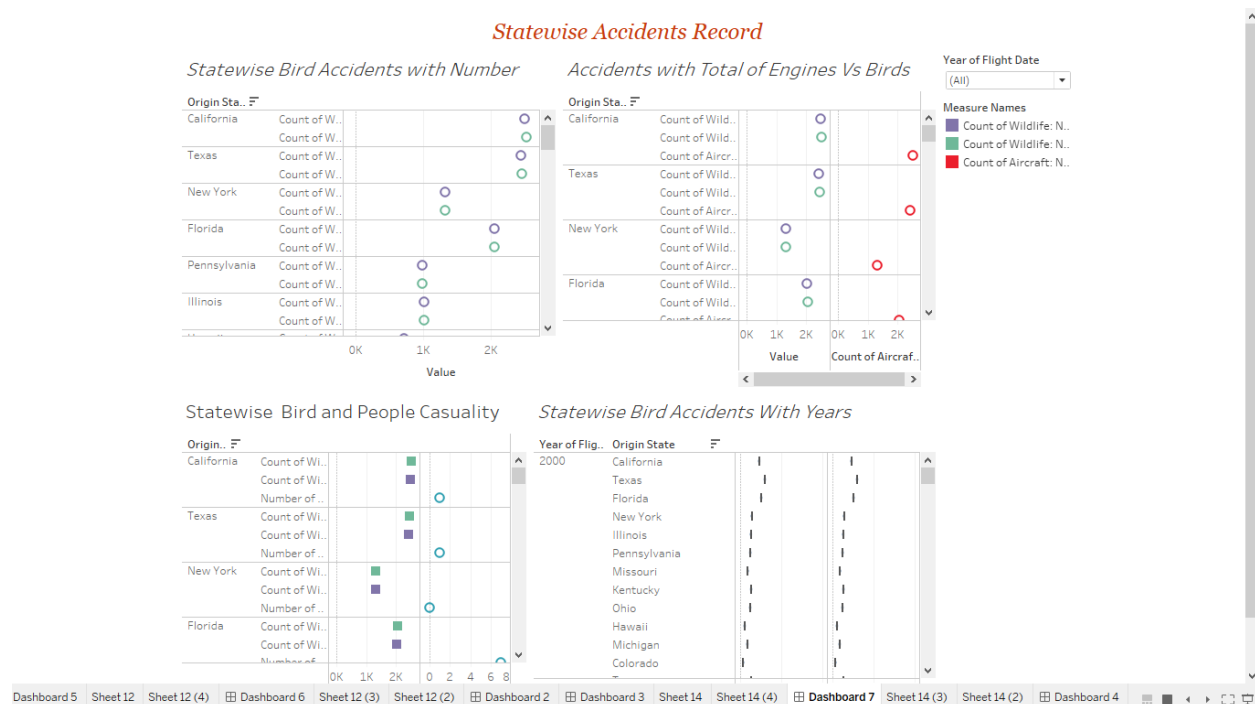 Statewise Accidents Record
Statewise Bird Accidents with Number
Origin Sta..
California Count of W..
Count of W..
Texas Count of W..
Count of W..
New York Count of W..
Count of W..
Florida Count of W..
Count of W..
Pennsylvania Count of W..
Count of W..
Illinois Count of W..
Count of W..
0K 1K 2K
Value
Accidents with Total of Engines Vs Birds
Origin Sta..
California Count of Wild..
Count of Wild..
Count of Aircr..
Texas Count of Wild..
Count of Wild..
Count of Aircr..
New York Count of Wild..
Count of Wild..
Count of Aircr..
Florida Count of Wild..
Count of Wild..
Count of Aircr..
0K 1K 2K 0K 1K 2K
Value Count of Aircraf..
Year of Flight Date
(All)
Measure Names
Count of Wildlife: N..
Count of Wildlife: N..
Count of Aircraft: N..
Statewise Bird and People Casuality
Origin..
California Count of Wi..
Count of Wi..
Number of ..
Texas Count of Wi..
Count of Wi..
Number of ..
New York Count of Wi..
Count of Wi..
Number of ..
Florida Count of Wi..
Count of Wi..
Number of
0K 1K 2K 0 2 4 6 8
Statewise Bird Accidents With Years
Year of Flig.. Origin State
2000 California
Texas
Florida
New York
Illinois
Pennsylvania
Missouri
Kentucky
Ohio
Hawaii
Michigan
Colorado
Dashboard 5 Sheet 12 Sheet 12 (4) Dashboard 6 Sheet 12 (3) Sheet 12 (2) Dashboard 2 Dashboard 3 Sheet 14 Sheet 14 (4) Dashboard 7 Sheet 14 (3) Sheet 14 (2) Dashboard 4